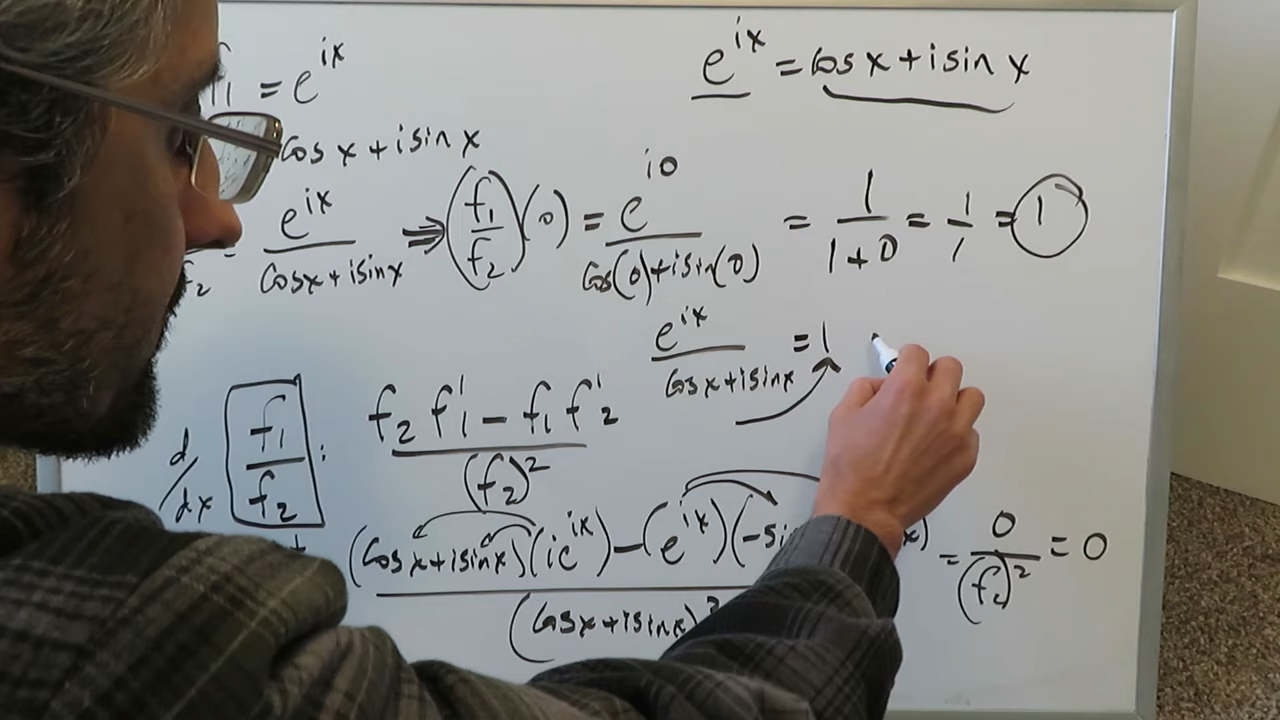 f₁ = e^{ix}
e^{ix} = cos x + i sin x
cos x + i sin x
e^{ix} / (cos x + i sin x) ⇒ (f₁/f₂)(0) = e^{i0} / (cos(0) + i sin(0)) = 1/(1+0) = 1/1 = 1
e^{ix} / (cos x + i sin x) = 1
d/dx f₁/f₂ : (f₂ f₁' − f₁ f₂') / (f₂)²
(cos x + i sin x)(ie^{ix}) − (e^{ix})(−si x) / (cos x + i sin x)² = 0/(f₂)² = 0